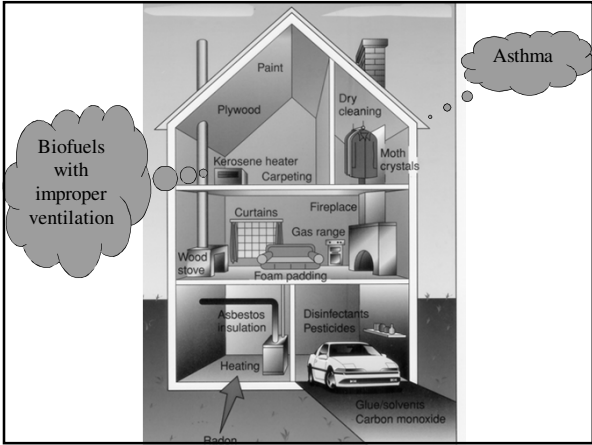 Asthma
Biofuels
with
improper
ventilation
Paint
Plywood
Dry
cleaning
Moth
crystals
Kerosene heater
Carpeting
Curtains
Fireplace
Gas range
Wood
stove
Foam padding
Asbestos
insulation
Disinfectants
Pesticides
Heating
Glue/solvents
Carbon monoxide
Radon